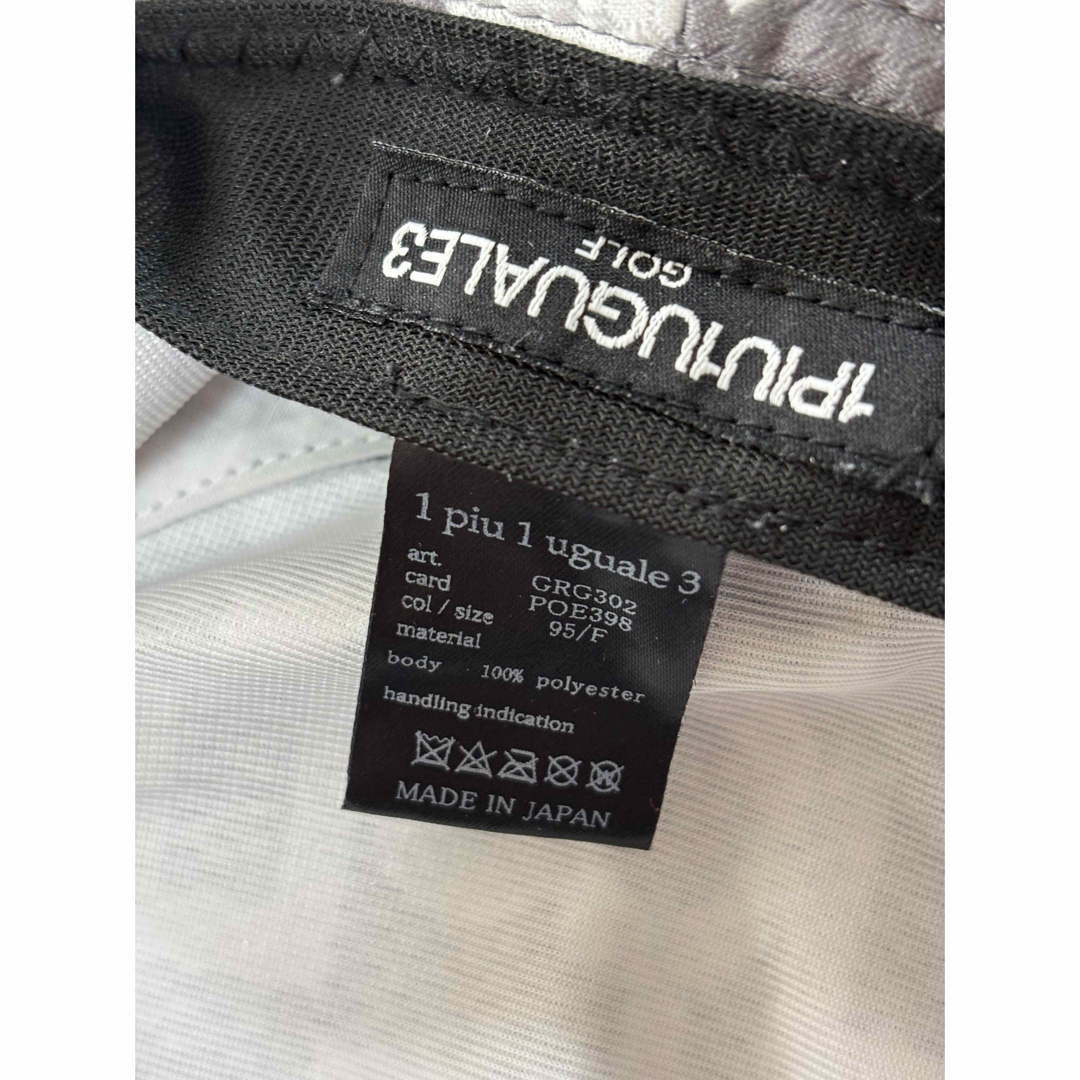 1PIU1UGUALE3
GOLF
1 piu 1 uguale 3
art. GRG302
card POE398
col / size 95/F
material
body 100% polyester
handling indication
W
MADE IN JAPAN